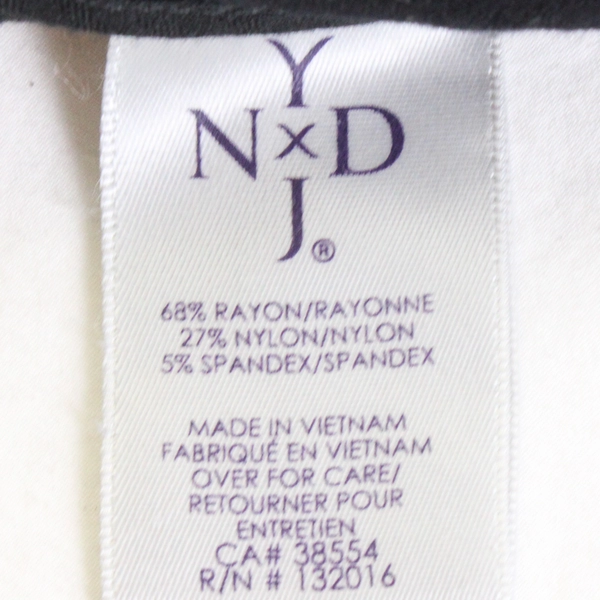 Y
N x D
J®
68% RAYON/RAYONNE
27% NYLON/NYLON
5% SPANDEX/SPANDEX
MADE IN VIETNAM
FABRIQUÉ EN VIETNAM
OVER FOR CARE/
RETOURNER POUR
ENTRETIEN
CA# 38554
R/N # 132016